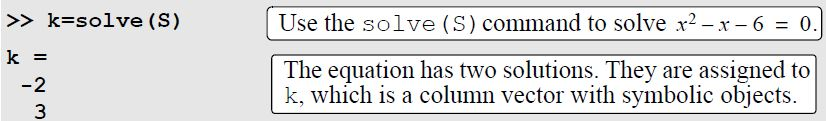 >> k=solve(S)
Use the solve(S) command to solve x² – x – 6 = 0.
k =
-2
3
The equation has two solutions. They are assigned to
k, which is a column vector with symbolic objects.